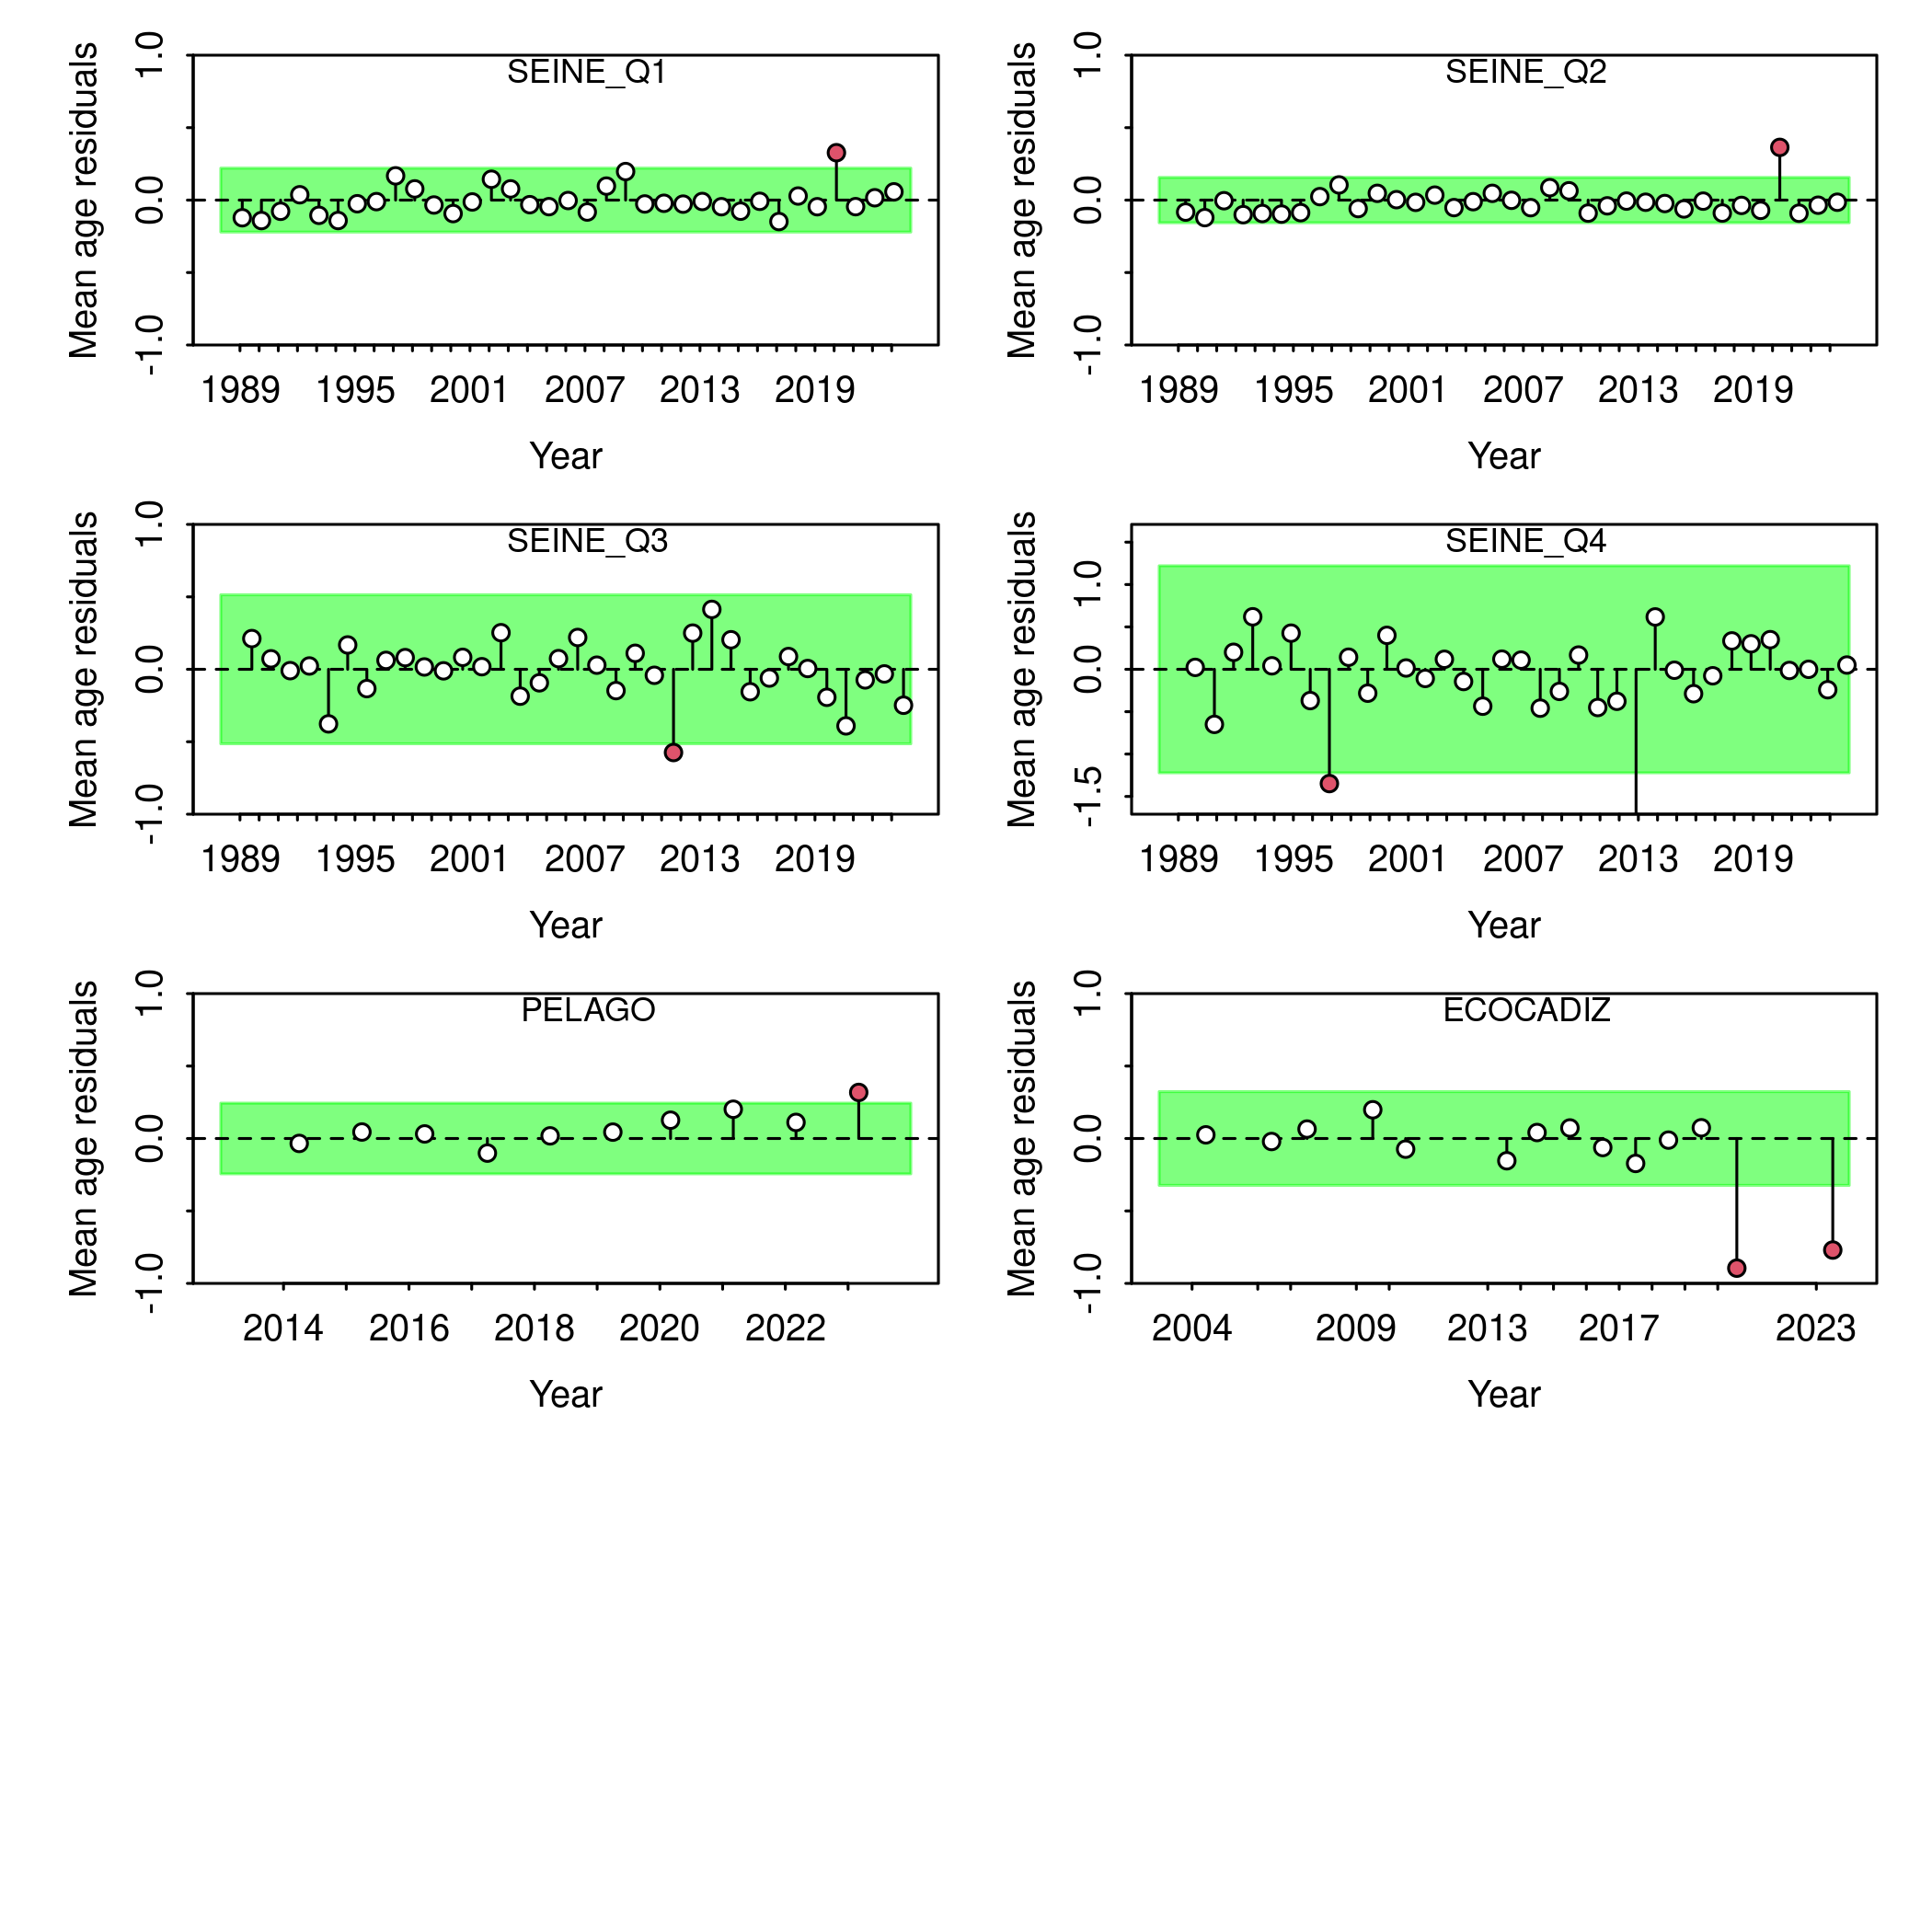 SEINE_Q1
Mean age residuals
1.0
0.0
-1.0
1989 1995 2001 2007 2013 2019
Year
SEINE_Q2
Mean age residuals
1.0
0.0
-1.0
1989 1995 2001 2007 2013 2019
Year
SEINE_Q3
Mean age residuals
1.0
0.0
-1.0
1989 1995 2001 2007 2013 2019
Year
SEINE_Q4
Mean age residuals
1.0
0.0
-1.5
1989 1995 2001 2007 2013 2019
Year
PELAGO
Mean age residuals
1.0
0.0
-1.0
2014 2016 2018 2020 2022
Year
ECOCADIZ
Mean age residuals
1.0
0.0
-1.0
2004 2009 2013 2017 2023
Year